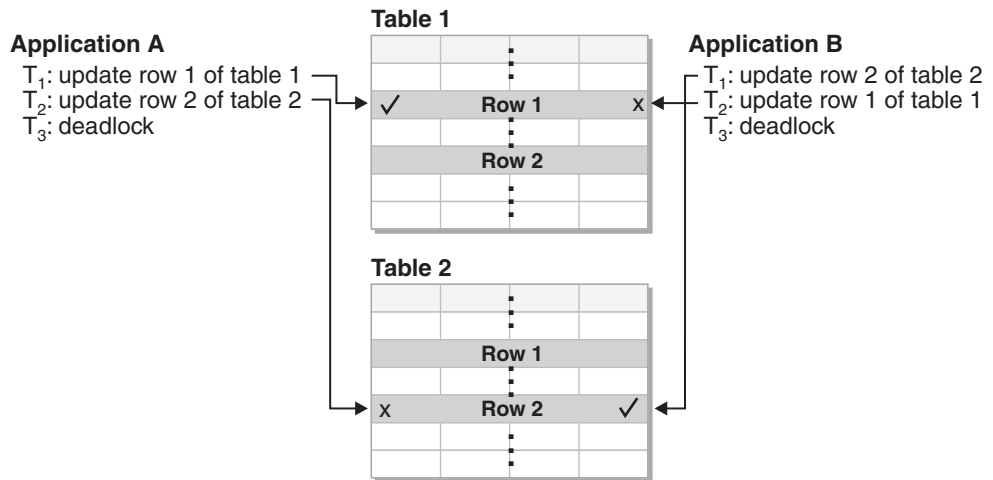 Table 1
Application A
T₁: update row 1 of table 1
T₂: update row 2 of table 2
T₃: deadlock
Application B
T₁: update row 2 of table 2
T₂: update row 1 of table 1
T₃: deadlock
✓ Row 1 x
Row 2
Table 2
Row 1
x Row 2 ✓